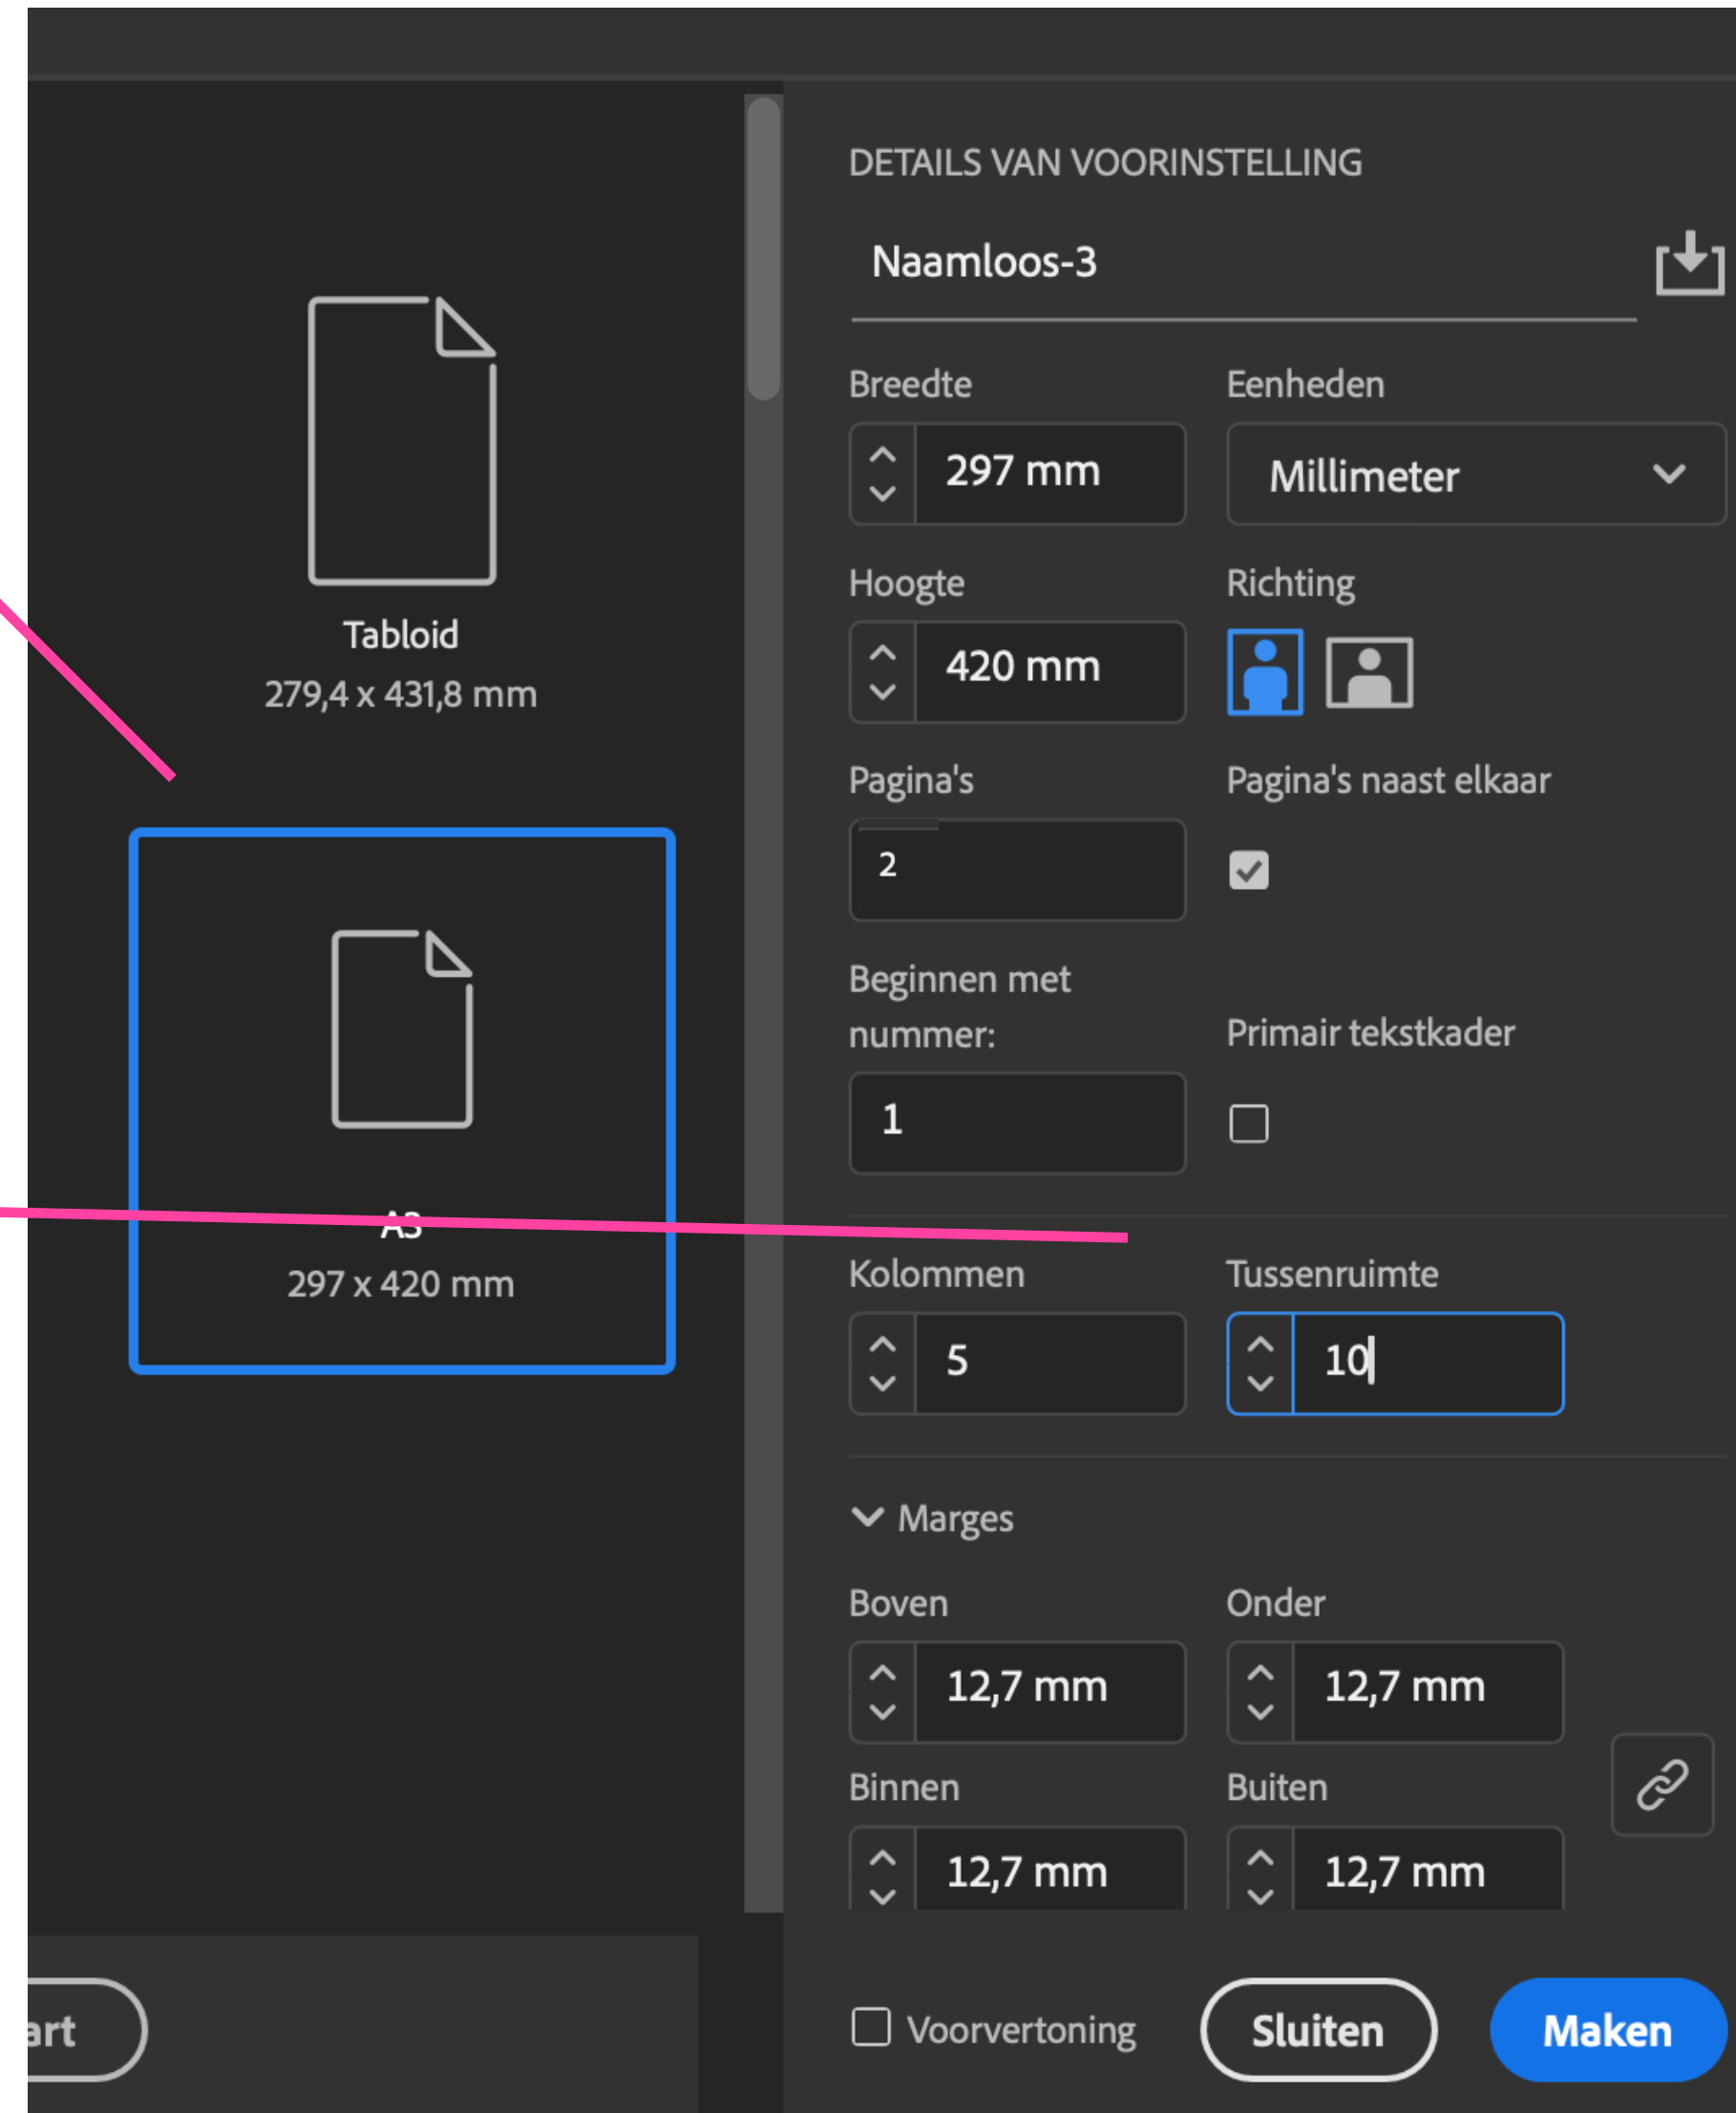 Tabloid
279,4 x 431,8 mm
A3
297 x 420 mm
art
DETAILS VAN VOORINSTELLING
Naamloos-3
Breedte
Eenheden
297 mm
Millimeter
Hoogte
Richting
420 mm
Pagina's
Pagina's naast elkaar
2
Beginnen met
nummer:
Primair tekstkader
1
Kolommen
Tussenruimte
5
10
Marges
Boven
Onder
12,7 mm
12,7 mm
Binnen
Buiten
12,7 mm
12,7 mm
Voorvertoning
Sluiten
Maken